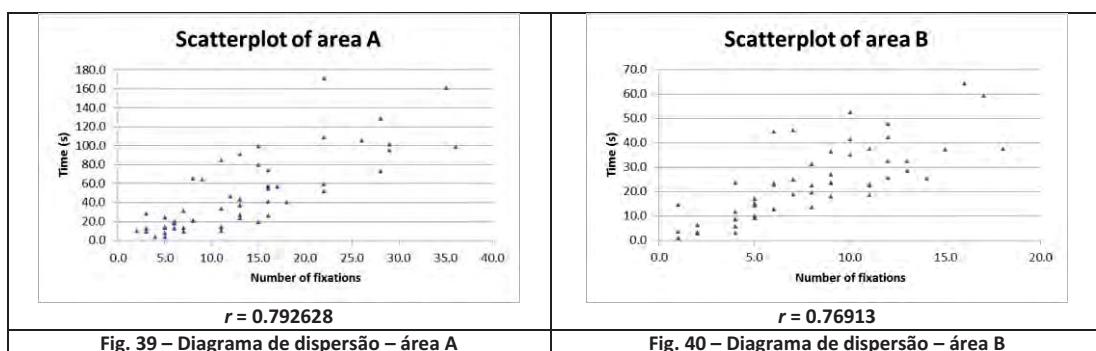 Scatterplot of area A
180.0
160.0
140.0
120.0
100.0
80.0
60.0
40.0
20.0
0.0
Time (s)
0.0 5.0 10.0 15.0 20.0 25.0 30.0 35.0 40.0
Number of fixations
r = 0.792628
Fig. 39 – Diagrama de dispersão – área A
Scatterplot of area B
70.0
60.0
50.0
40.0
30.0
20.0
10.0
0.0
Time (s)
0.0 5.0 10.0 15.0 20.0
Number of fixations
r = 0.76913
Fig. 40 – Diagrama de dispersão – área B